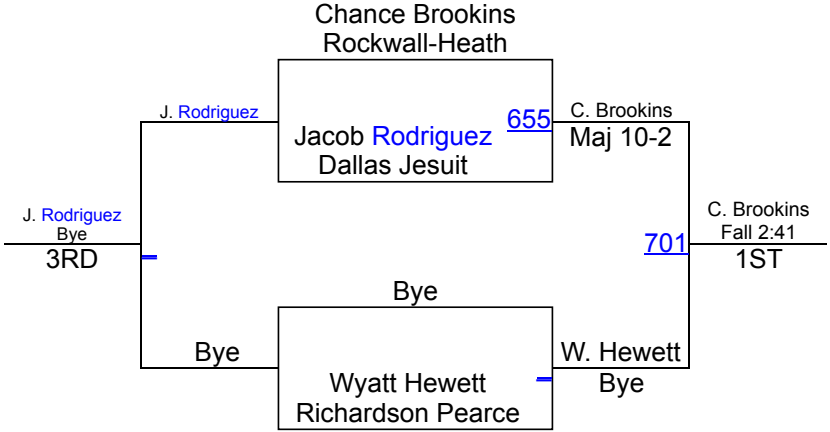 Chance Brookins
Rockwall-Heath
J. Rodriguez
655
C. Brookins
Jacob Rodriguez
Maj 10-2
Dallas Jesuit
J. Rodriguez
Bye
3RD
701
C. Brookins
Fall 2:41
1ST
Bye
Bye
W. Hewett
Wyatt Hewett
Bye
Richardson Pearce